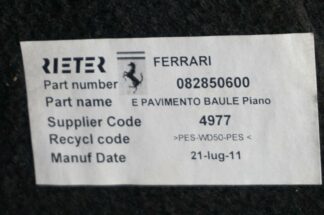 RIETER FERRARI
Part number 082850600
Part name E PAVIMENTO BAULE Piano
Supplier Code 4977
Recycl code >PES-WD50-PES<
Manuf Date 21-lug-11